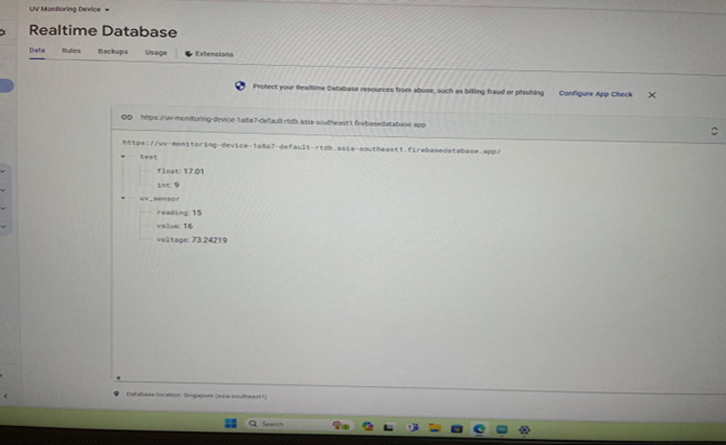 UV Monitoring Device
Realtime Database
Data Rules Backups Usage Extensions
Protect your Realtime Database resources from abuse, such as billing fraud or phishing Configure App Check
https://uv-monitoring-device-1a8a7-default-rtdb.asia-southeast1.firebasedatabase.app
https://uv-monitoring-device-1a8a7-default-rtdb.asia-southeast1.firebasedatabase.app/
test
float: 17.01
int: 9
uv_sensor
reading: 15
value: 16
voltage: 73.24219
Database location: Singapore (asia-southeast1)
Search